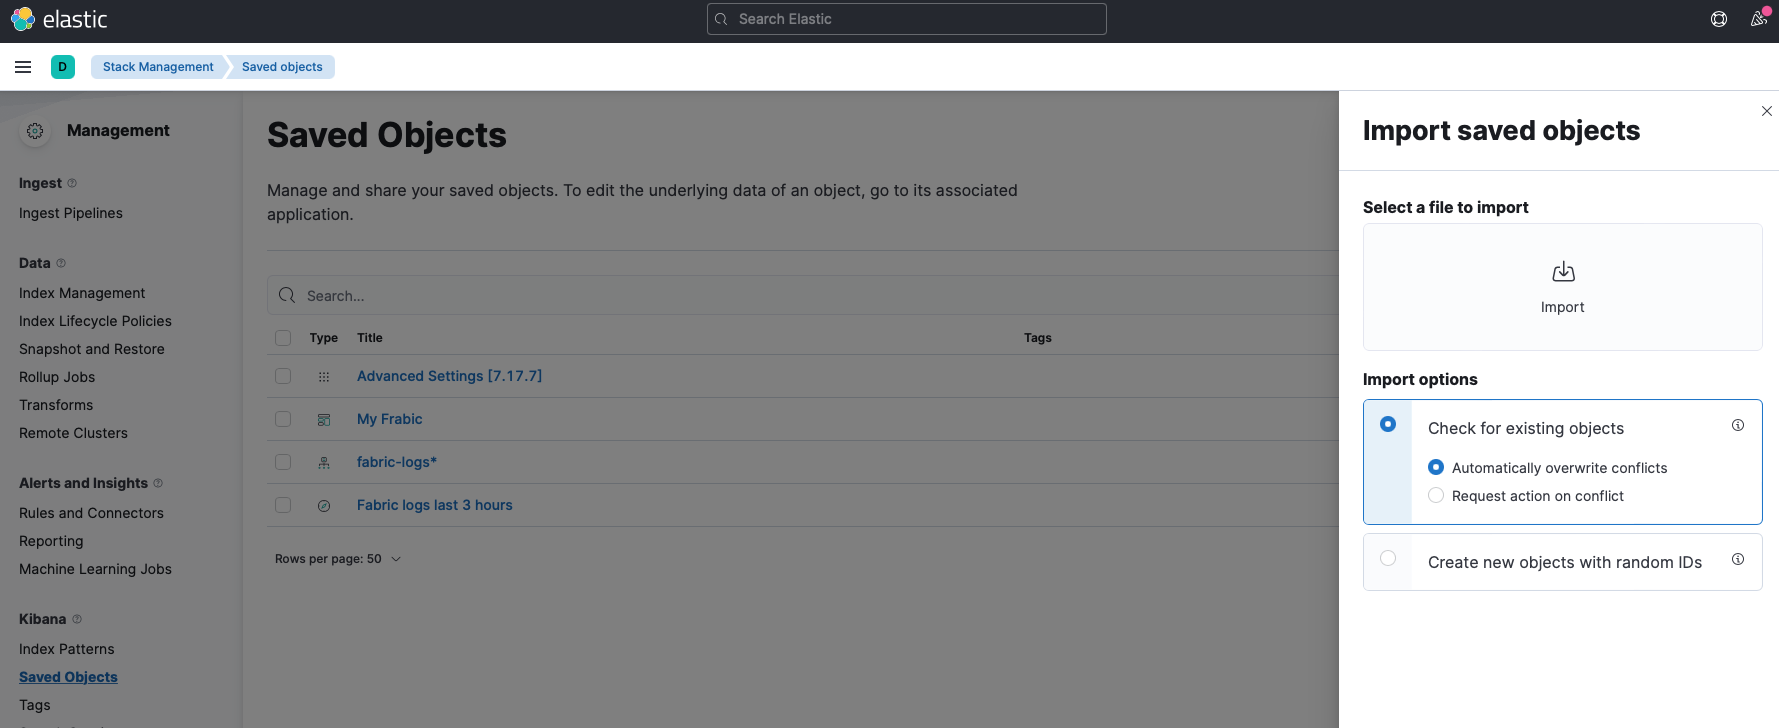 elastic
Search Elastic
D
Stack Management
Saved objects
Management
Ingest
Ingest Pipelines
Data
Index Management
Index Lifecycle Policies
Snapshot and Restore
Rollup Jobs
Transforms
Remote Clusters
Alerts and Insights
Rules and Connectors
Reporting
Machine Learning Jobs
Kibana
Index Patterns
Saved Objects
Tags
Saved Objects
Manage and share your saved objects. To edit the underlying data of an object, go to its associated
application.
Search...
Type Title Tags
Advanced Settings [7.17.7]
My Frabic
fabric-logs*
Fabric logs last 3 hours
Rows per page: 50
Import saved objects
Select a file to import
Import
Import options
Check for existing objects
Automatically overwrite conflicts
Request action on conflict
Create new objects with random IDs